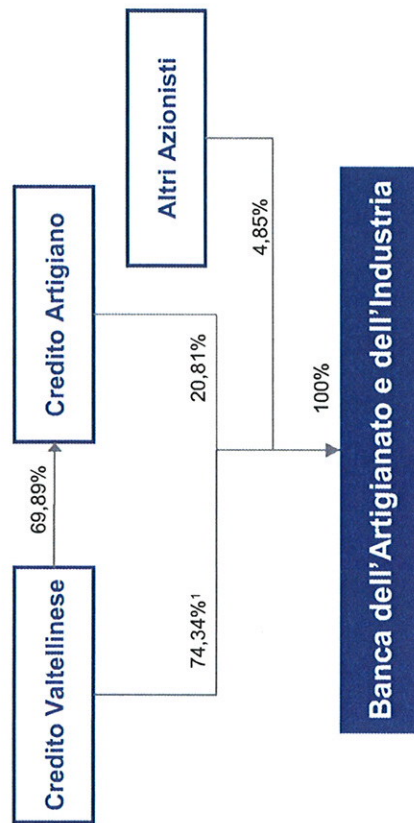 Credito Valtellinese
69,89%
Credito Artigiano
Altri Azionisti
74,34%¹
20,81%
4,85%
100%
Banca dell'Artigianato e dell'Industria